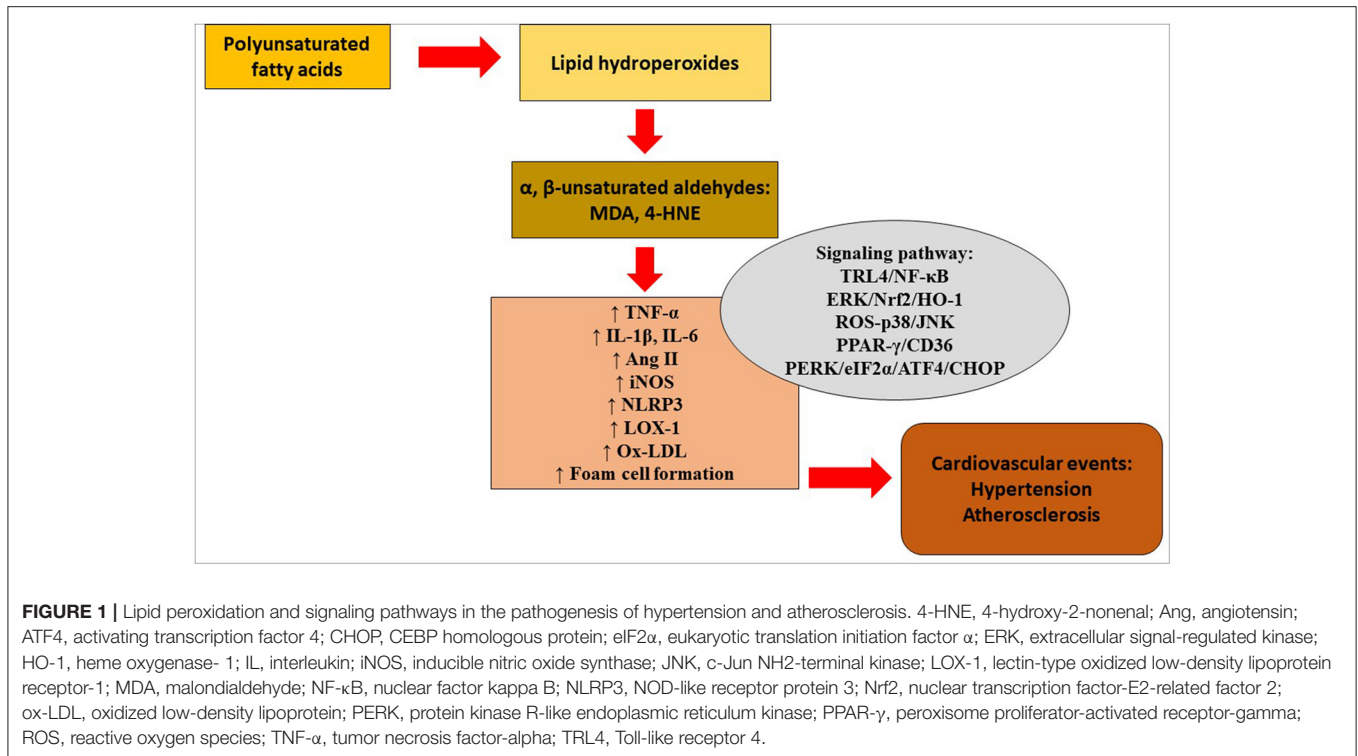 Polyunsaturated
fatty acids
Lipid hydroperoxides
α, β-unsaturated aldehydes:
MDA, 4-HNE
Signaling pathway:
TRL4/NF-κB
ERK/Nrf2/HO-1
ROS-p38/JNK
PPAR-γ/CD36
PERK/eIF2α/ATF4/CHOP
↑ TNF-α
↑ IL-1β, IL-6
↑ Ang II
↑ iNOS
↑ NLRP3
↑ LOX-1
↑ Ox-LDL
↑ Foam cell formation
Cardiovascular events:
Hypertension
Atherosclerosis
FIGURE 1 | Lipid peroxidation and signaling pathways in the pathogenesis of hypertension and atherosclerosis. 4-HNE, 4-hydroxy-2-nonenal; Ang, angiotensin;
ATF4, activating transcription factor 4; CHOP, CEBP homologous protein; eIF2α, eukaryotic translation initiation factor α; ERK, extracellular signal-regulated kinase;
HO-1, heme oxygenase- 1; IL, interleukin; iNOS, inducible nitric oxide synthase; JNK, c-Jun NH2-terminal kinase; LOX-1, lectin-type oxidized low-density lipoprotein
receptor-1; MDA, malondialdehyde; NF-κB, nuclear factor kappa B; NLRP3, NOD-like receptor protein 3; Nrf2, nuclear transcription factor-E2-related factor 2;
ox-LDL, oxidized low-density lipoprotein; PERK, protein kinase R-like endoplasmic reticulum kinase; PPAR-γ, peroxisome proliferator-activated receptor-gamma;
ROS, reactive oxygen species; TNF-α, tumor necrosis factor-alpha; TRL4, Toll-like receptor 4.